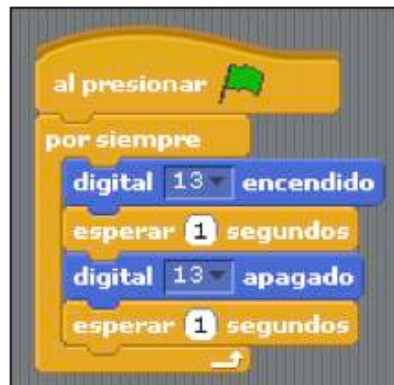 al presionar
por siempre
digital 13 encendido
esperar 1 segundos
digital 13 apagado
esperar 1 segundos